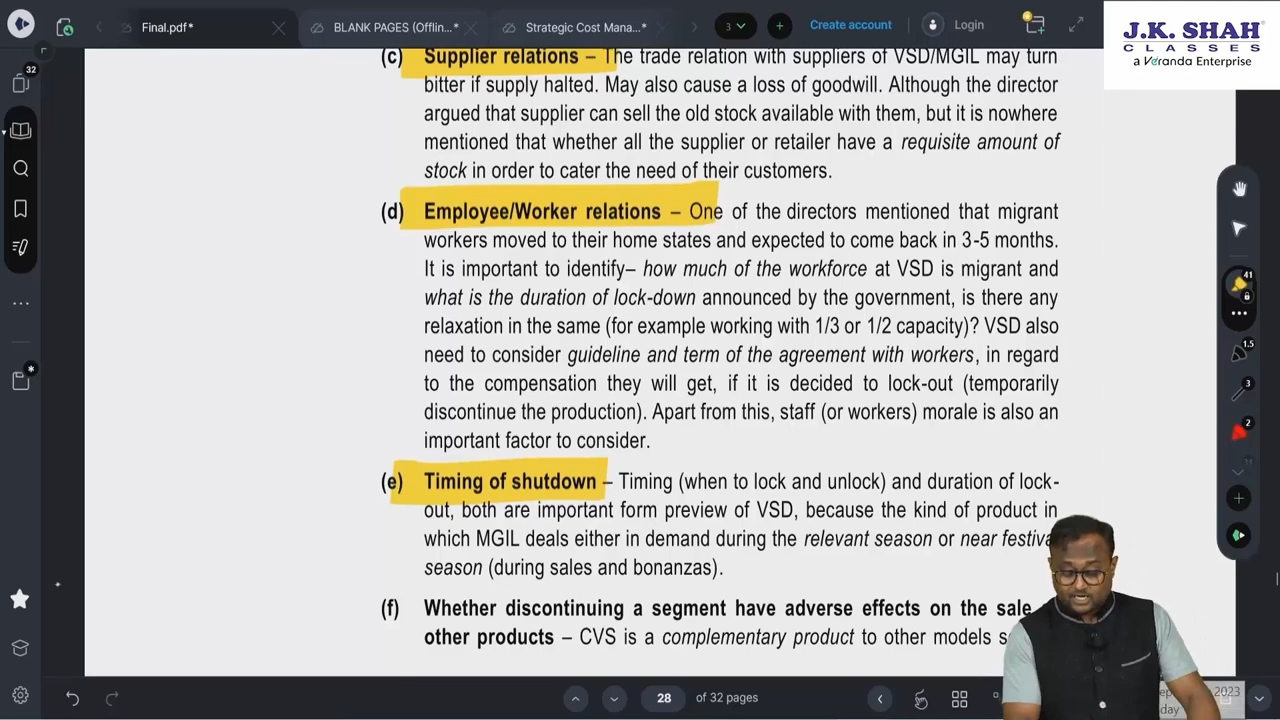 Final.pdf*
BLANK PAGES (Offlin...*
Strategic Cost Mana...*
3
Create account
Login
J.K. SHAH
CLASSES
a Veranda Enterprise
(c) Supplier relations – The trade relation with suppliers of VSD/MGIL may turn
bitter if supply halted. May also cause a loss of goodwill. Although the director
argued that supplier can sell the old stock available with them, but it is nowhere
mentioned that whether all the supplier or retailer have a requisite amount of
stock in order to cater the need of their customers.
(d) Employee/Worker relations – One of the directors mentioned that migrant
workers moved to their home states and expected to come back in 3-5 months.
It is important to identify– how much of the workforce at VSD is migrant and
what is the duration of lock-down announced by the government, is there any
relaxation in the same (for example working with 1/3 or 1/2 capacity)? VSD also
need to consider guideline and term of the agreement with workers, in regard
to the compensation they will get, if it is decided to lock-out (temporarily
discontinue the production). Apart from this, staff (or workers) morale is also an
important factor to consider.
(e) Timing of shutdown – Timing (when to lock and unlock) and duration of lock-
out, both are important form preview of VSD, because the kind of product in
which MGIL deals either in demand during the relevant season or near
season (during sales and bonanzas).
(f) Whether discontinuing a segment have adverse effects on the sale
other products – CVS is a complementary product to other models
32
41
1.5
3
2
28 of 32 pages
2023